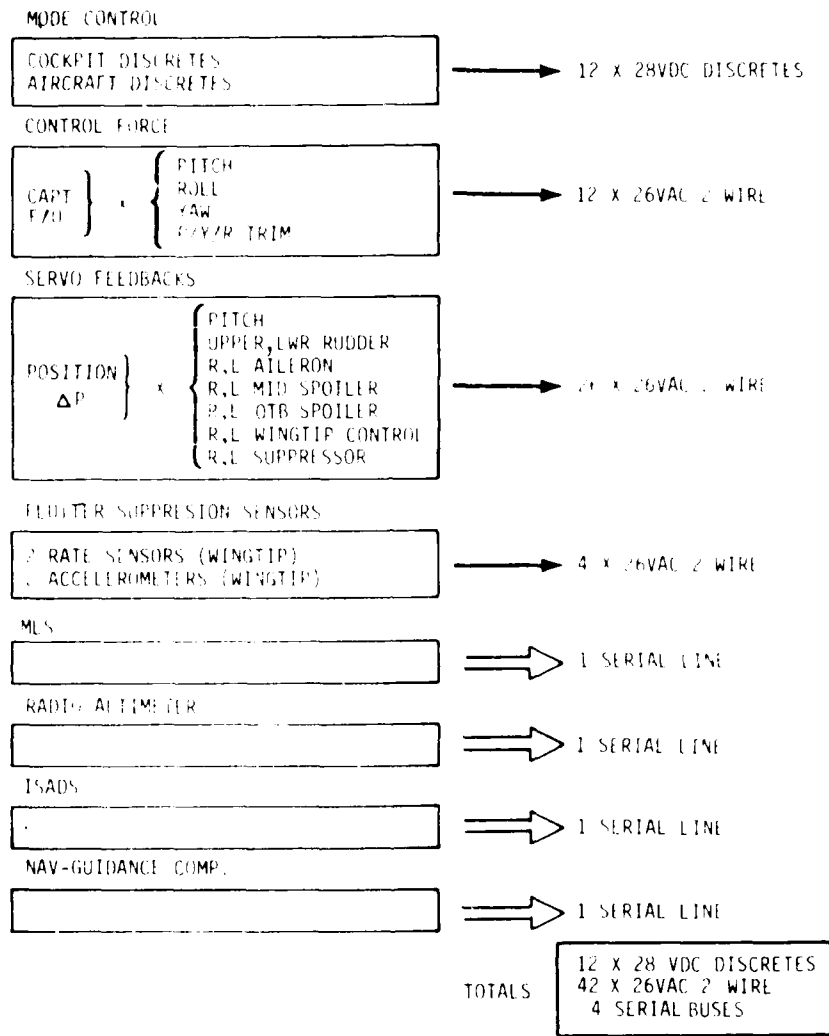 MODE CONTROL
COCKPIT DISCRETES
AIRCRAFT DISCRETES
12 X 28VDC DISCRETES
CONTROL FORCE
CAPT
F/O
PITCH
ROLL
YAW
P/Y/R TRIM
12 X 26VAC 2 WIRE
SERVO FEEDBACKS
POSITION
ΔP
X
PITCH
UPPER,LWR RUDDER
R,L AILERON
R,L MID SPOILER
R,L OTB SPOILER
R,L WINGTIP CONTROL
R,L SUPPRESSOR
X 26VAC WIRE
FLUTTER SUPPRESION SENSORS
2 RATE SENSORS (WINGTIP)
ACCELEROMETERS (WINGTIP)
4 X 26VAC 2 WIRE
MLS
1 SERIAL LINE
RADIO ALTIMETER
1 SERIAL LINE
ISADS
1 SERIAL LINE
NAV-GUIDANCE COMP.
1 SERIAL LINE
TOTALS
12 X 28 VDC DISCRETES
42 X 26VAC 2 WIRE
4 SERIAL BUSES